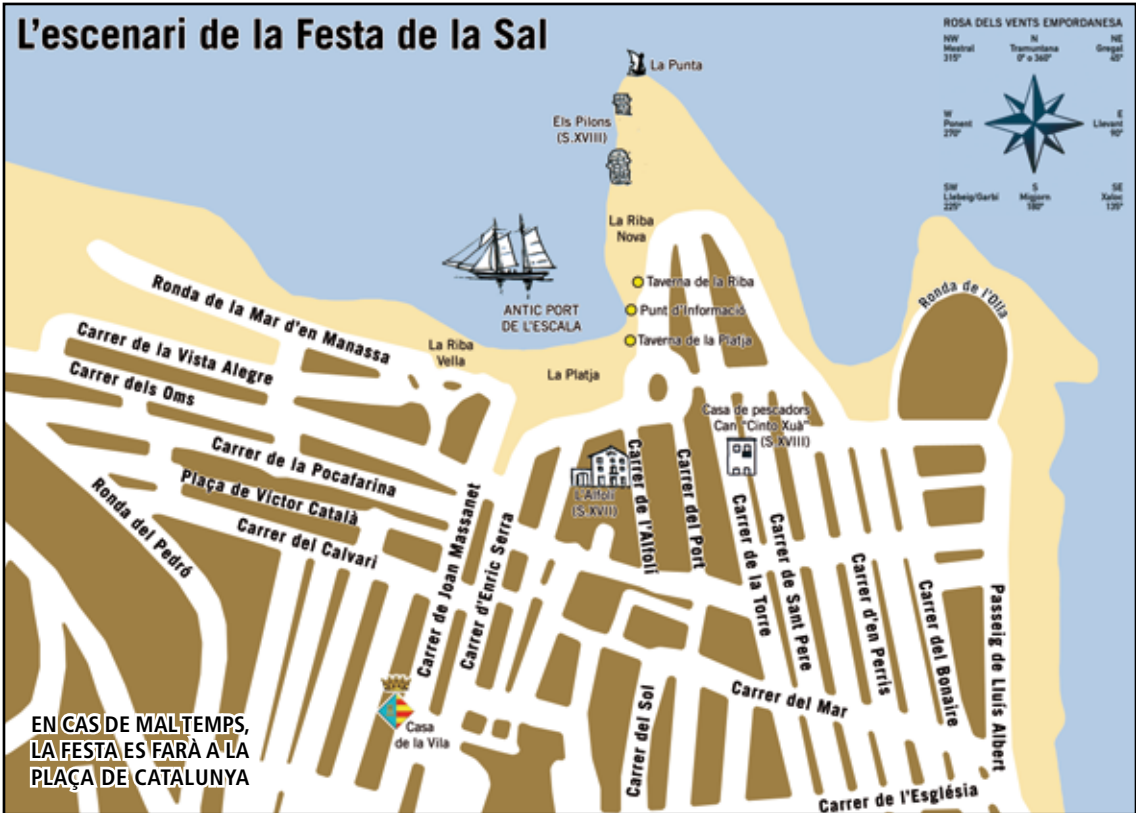 L'escenari de la Festa de la Sal
ROSA DELS VENTS EMPORDANESA
NW
Mestral
315°
N
Tramuntana
0° o 360°
NE
Gregal
45°
W
Ponent
270°
E
Llevant
90°
SW
Llebeig/Garbí
225°
S
Migjorn
180°
SE
Xaloc
135°
La Punta
Els Pilons
(S.XVIII)
La Riba
Nova
Taverna de la Riba
Punt d'Informació
Taverna de la Platja
ANTIC PORT
DE L'ESCALA
La Riba
Vella
La Platja
Ronda de l'Olla
Ronda de la Mar d'en Manassa
Carrer de la Vista Alegre
Carrer dels Oms
Carrer de la Pocafarina
Plaça de Víctor Català
Carrer del Calvari
Ronda del Pedró
Casa de pescadors
Can "Cinto Xuà"
(S.XVIII)
L'Alfolí
(S.XVII)
Carrer de Joan Massanet
Carrer d'Enric Serra
Carrer de l'Alfolí
Carrer del Port
Carrer de la Torre
Carrer de Sant Pere
Carrer d'en Perris
Carrer del Bonaire
Passeig de Lluís Albert
Carrer del Sol
Carrer del Mar
Carrer de l'Església
Casa
de la Vila
EN CAS DE MAL TEMPS,
LA FESTA ES FARÀ A LA
PLAÇA DE CATALUNYA